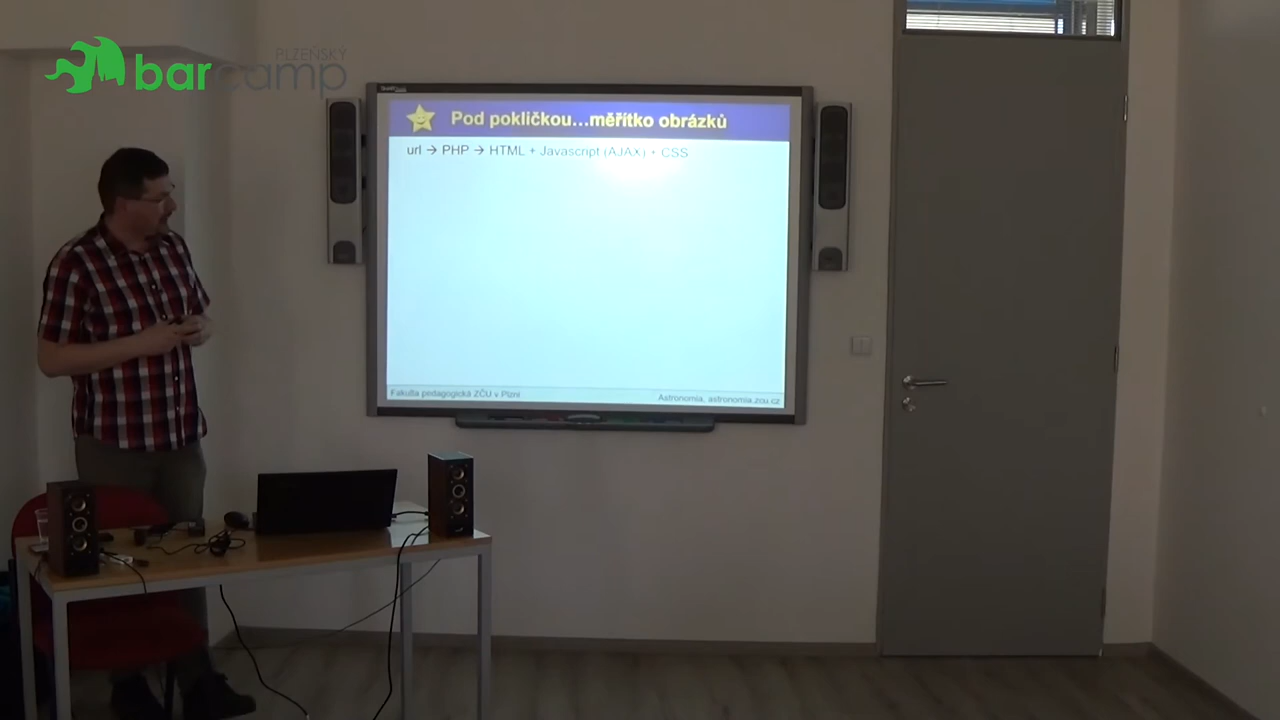 PLZEŇSKÝ
barcamp
Pod pokličkou...měřítko obrázků
url → PHP → HTML + Javascript (AJAX) + CSS
Fakulta pedagogická ZČU v Plzni
Astronomia, astronomia.zcu.cz